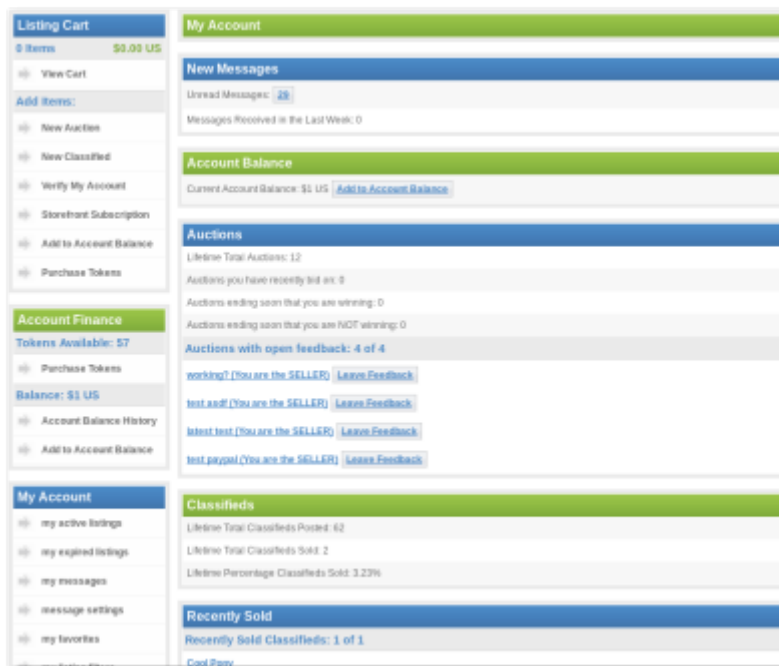 Listing Cart
0 Items $0.00 US
View Cart
Add Items:
New Auction
New Classified
Verify My Account
Storefront Subscription
Add to Account Balance
Purchase Tokens
Account Finance
Tokens Available: 57
Purchase Tokens
Balance: $1 US
Account Balance History
Add to Account Balance
My Account
my active listings
my expired listings
my messages
message settings
my favorites
My Account
New Messages
Unread Messages: 29
Messages Received in the Last Week: 0
Account Balance
Current Account Balance: $1 US Add to Account Balance
Auctions
Lifetime Total Auctions: 12
Auctions you have recently bid on: 0
Auctions ending soon that you are winning: 0
Auctions ending soon that you are NOT winning: 0
Auctions with open feedback: 4 of 4
working? (You are the SELLER) Leave Feedback
test asdf (You are the SELLER) Leave Feedback
latest test (You are the SELLER) Leave Feedback
test paypal (You are the SELLER) Leave Feedback
Classifieds
Lifetime Total Classifieds Posted: 62
Lifetime Total Classifieds Sold: 2
Lifetime Percentage Classifieds Sold: 3.23%
Recently Sold
Recently Sold Classifieds: 1 of 1
Cool Pony